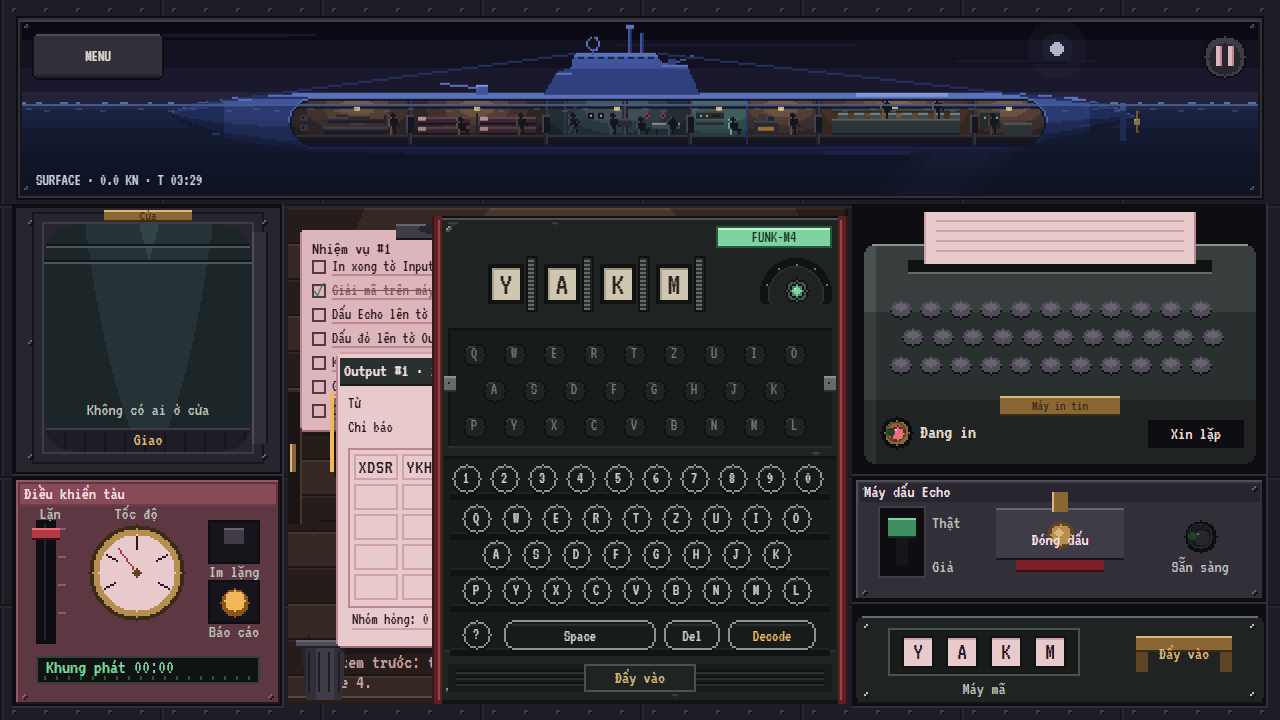 MENU
SURFACE · 0.0 KN · T 03:29
Cửa
Không có ai ở cửa
Giao
Nhiệm vụ #1
In xong tờ Input
Giải mã trên máy
Dấu Echo lên tờ
Dấu đỏ lên tờ Ou
Output #1 ·
Từ
Chỉ báo
XDSR YKH
Nhóm hỏng: 0
Xem trước: t
e 4.
FUNK-M4
Y A K M
Q W E R T Z U I O
A S D F G H J K
P Y X C V B N M L
1 2 3 4 5 6 7 8 9 0
Q W E R T Z U I O
A S D F G H J K
P Y X C V B N M L
? Space Del Decode
Đẩy vào
Máy in tin
Đang in
Xin lặp
Điều khiển tàu
Lặn
Tốc độ
Im lặng
Báo cáo
Khung phát 00:00
Máy dấu Echo
Thật
Giả
Đóng dấu
Sẵn sàng
Y A K M
Máy mã
Đẩy vào